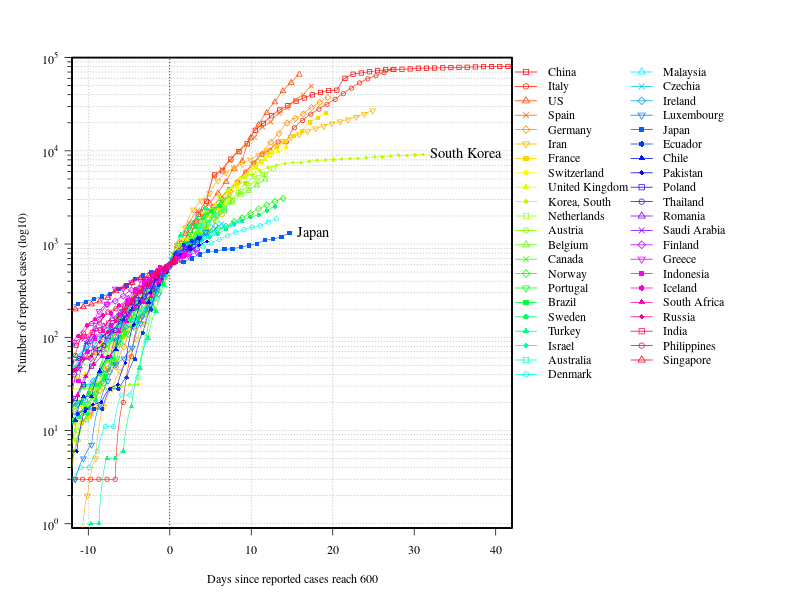 10^5
10^4
10^3
10^2
10^1
10^0
Number of reported cases (log10)
-10
0
10
20
30
40
Days since reported cases reach 600
South Korea
Japan
China
Italy
US
Spain
Germany
Iran
France
Switzerland
United Kingdom
Korea, South
Netherlands
Austria
Belgium
Canada
Norway
Portugal
Brazil
Sweden
Turkey
Israel
Australia
Denmark
Malaysia
Czechia
Ireland
Luxembourg
Japan
Ecuador
Chile
Pakistan
Poland
Thailand
Romania
Saudi Arabia
Finland
Greece
Indonesia
Iceland
South Africa
Russia
India
Philippines
Singapore